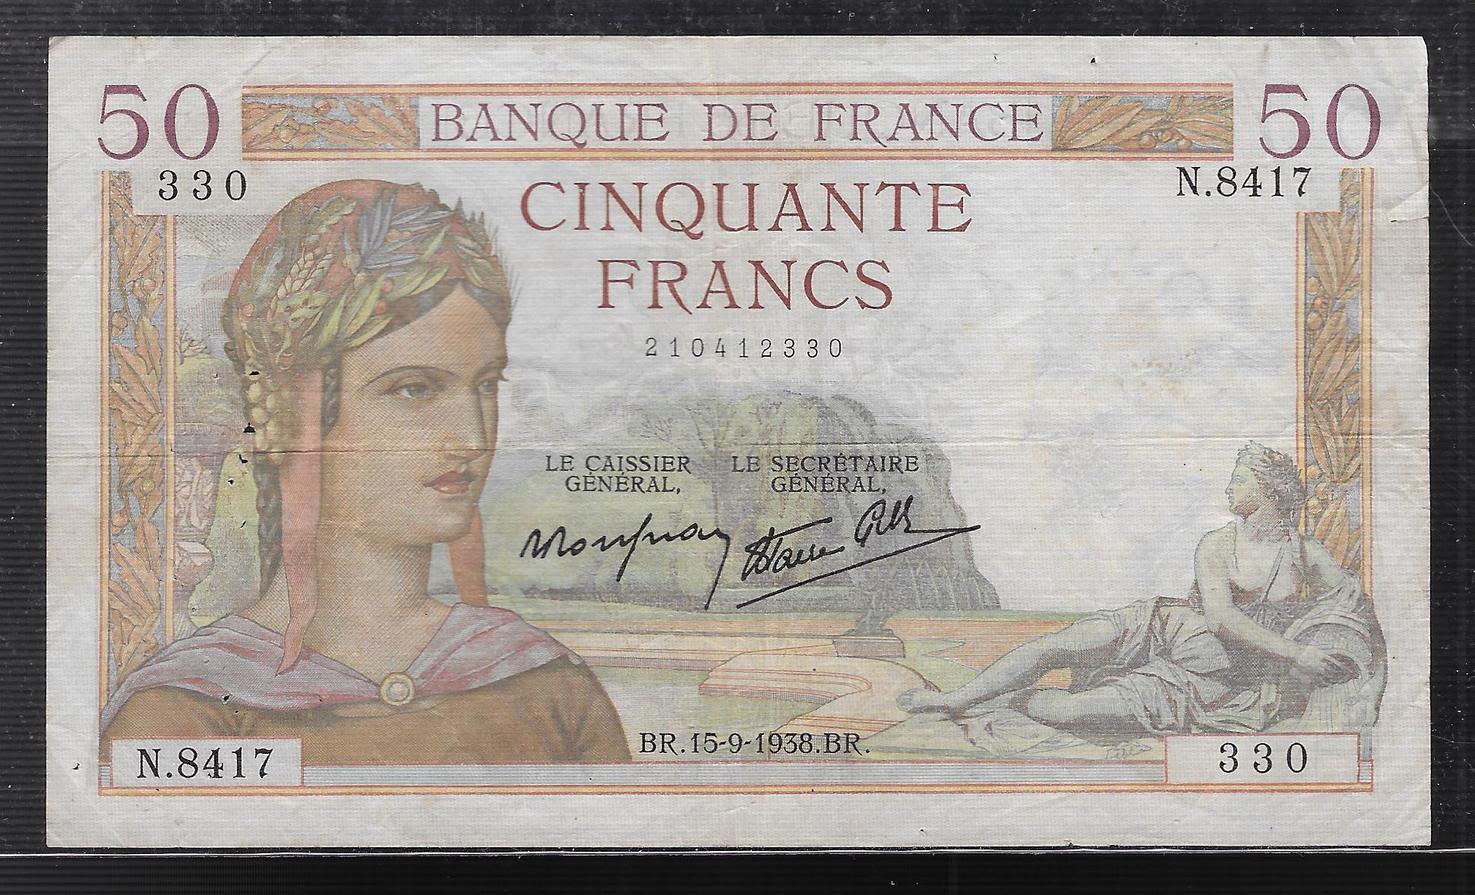 50 BANQUE DE FRANCE 50
330 N.8417
CINQUANTE
FRANCS
210412330
LE CAISSIER
GÉNÉRAL,
LE SECRÉTAIRE
GÉNÉRAL,
BR.15-9-1938.BR.
N.8417 330